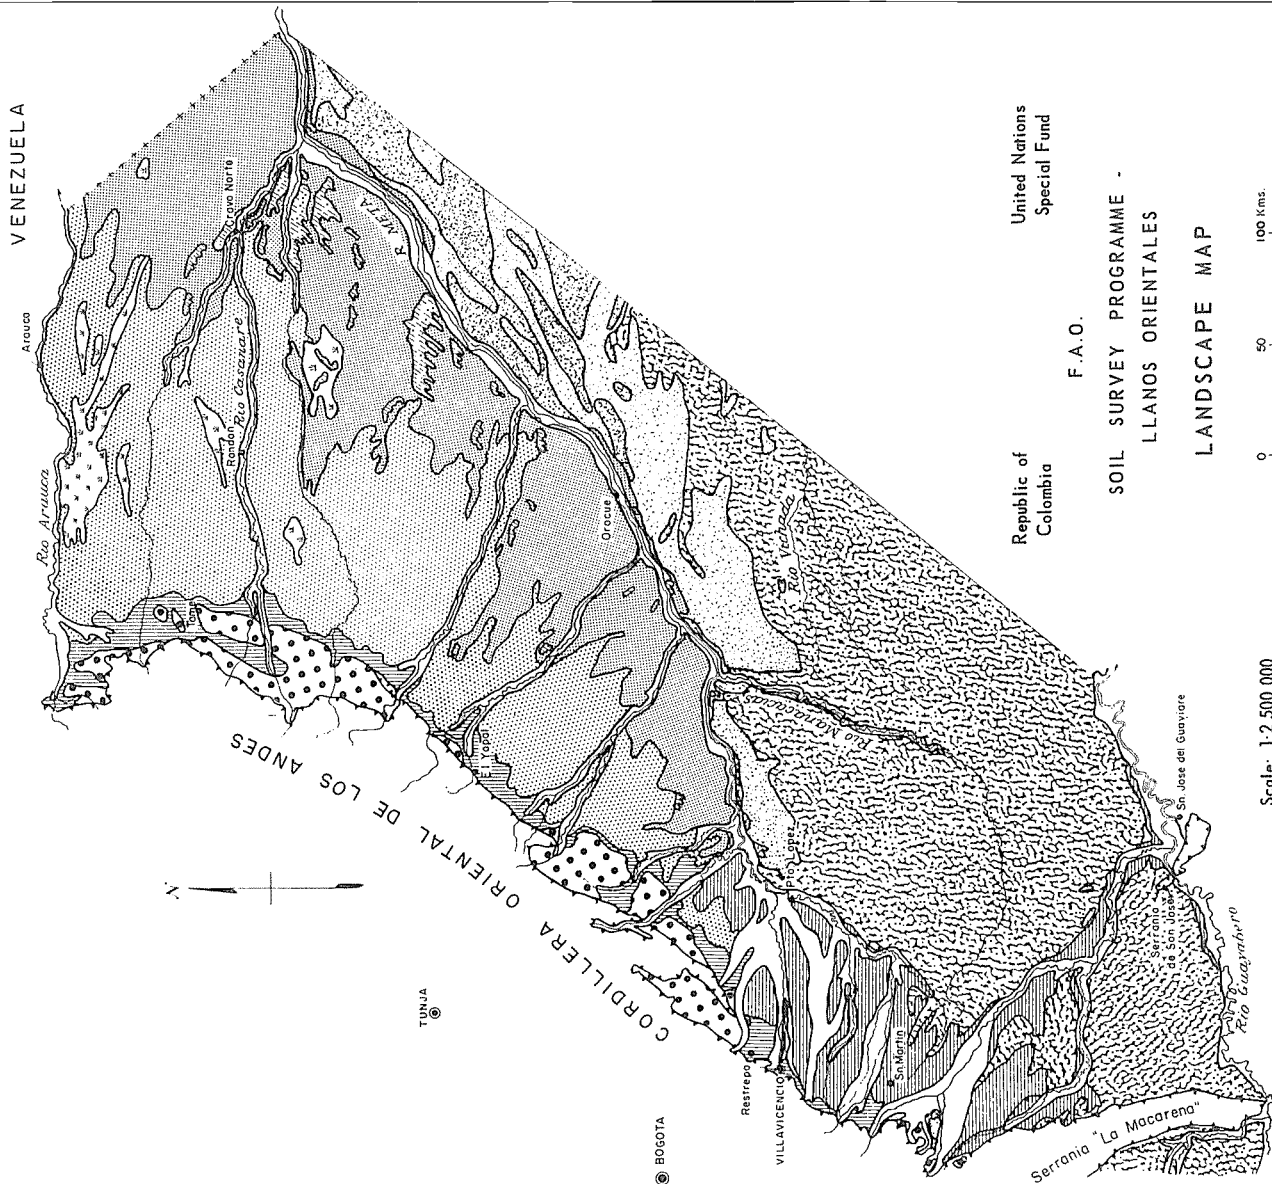 VENEZUELA
Arauca
Rio Arauca
Cravo Norte
Rondon
Rio Casanare
Tame
R. META
Orocue
El Yopal
CORDILLERA ORIENTAL DE LOS ANDES
N
TUNJA
BOGOTA
Restrepo
VILLAVICENCIO
Sn. Martin
Pto Lopez
Rio Manacacias
Rio Vichada
Sn Jose del Guaviare
Serrania
de San Jose
Rio Guayabero
Serrania "La Macarena"
Republic of
Colombia
United Nations
Special Fund
F.A.O.
SOIL SURVEY PROGRAMME -
LLANOS ORIENTALES
LANDSCAPE MAP
Scale: 1:2 500 000
0 50 100 Kms.